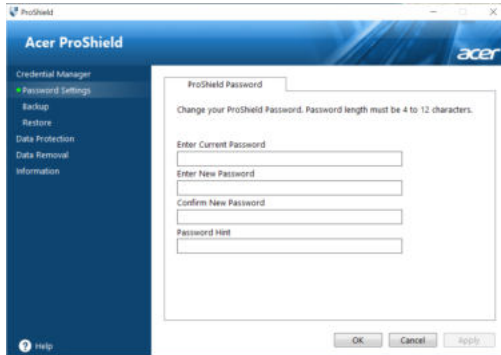 ProShield
Acer ProShield
acer
Credential Manager
Password Settings
Backup
Restore
Data Protection
Data Removal
Information
Help
ProShield Password
Change your ProShield Password. Password length must be 4 to 12 characters.
Enter Current Password
Enter New Password
Confirm New Password
Password Hint
OK
Cancel
Apply